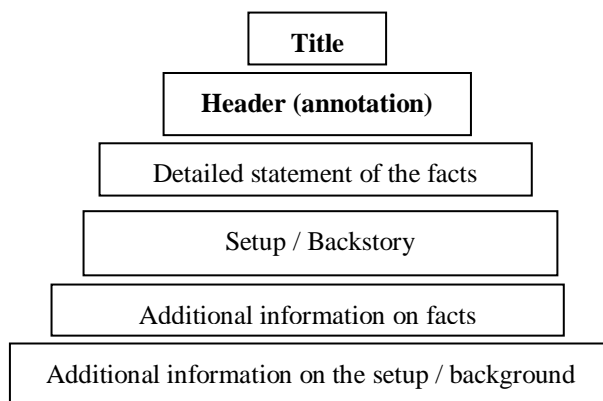 Title
Header (annotation)
Detailed statement of the facts
Setup / Backstory
Additional information on facts
Additional information on the setup / background